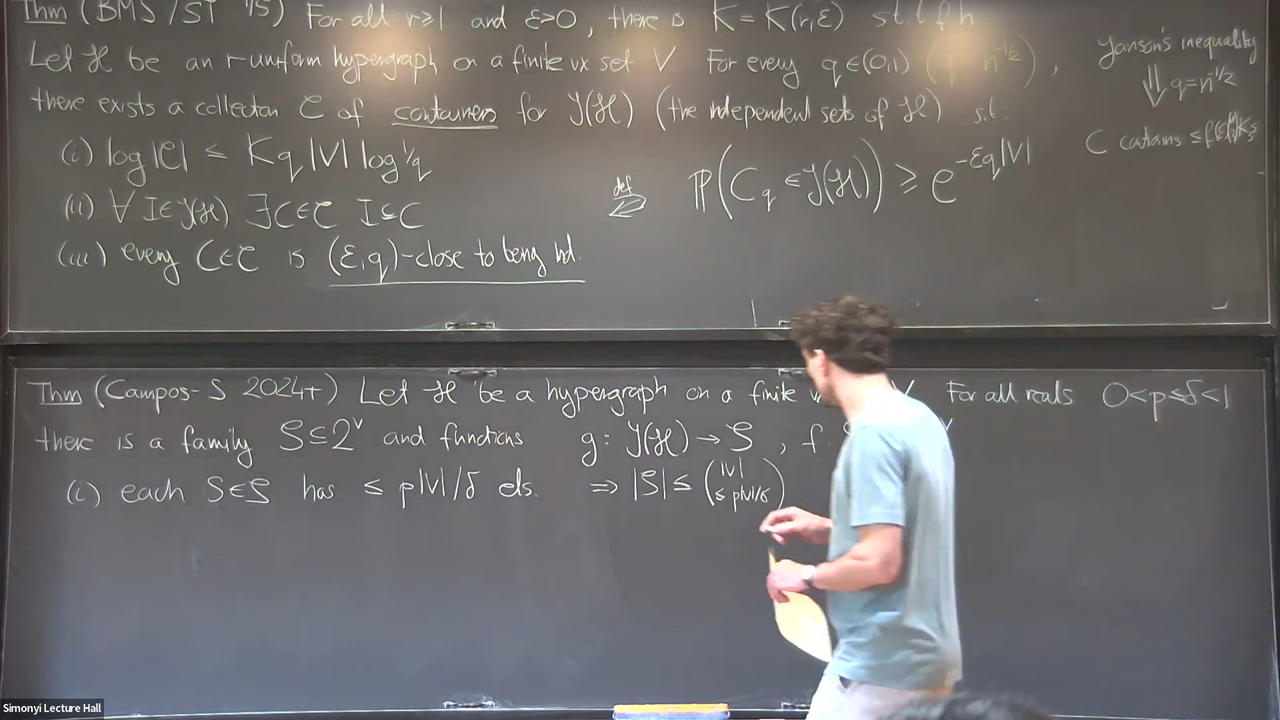 Thm (BMS/ST '15) For all r≥1 and ε>0, there is K = K(r,ε) s.t.
Let ℋ be an r-uniform hypergraph on a finite vx set V For every q∈(0,1) n^{-1/2} ,
there exists a collection C of containers for I(ℋ) (the independent sets of ℋ) s.t.
(i) log|C| ≤ Kq|V| log 1/q
(ii) ∀ I∈I(ℋ) ∃C∈C I⊆C
(iii) every C∈C is (ε,q)-close to being ind.
def
P(C_q ∈ I(ℋ)) ≥ e^{-εq|V|}
Janson's inequality
⇓ q=n^{-1/2}
C contains ≤
Thm (Campos-S 2024+) Let ℋ be a hypergraph on a finite V For all reals 0<p≤δ<1
there is a family S⊆2^V and functions g: I(ℋ) → S , f
(i) each S∈S has ≤ p|V|/δ els. ⇒ |S| ≤ (|V| ≤ p|V|/δ)
Simonyi Lecture Hall